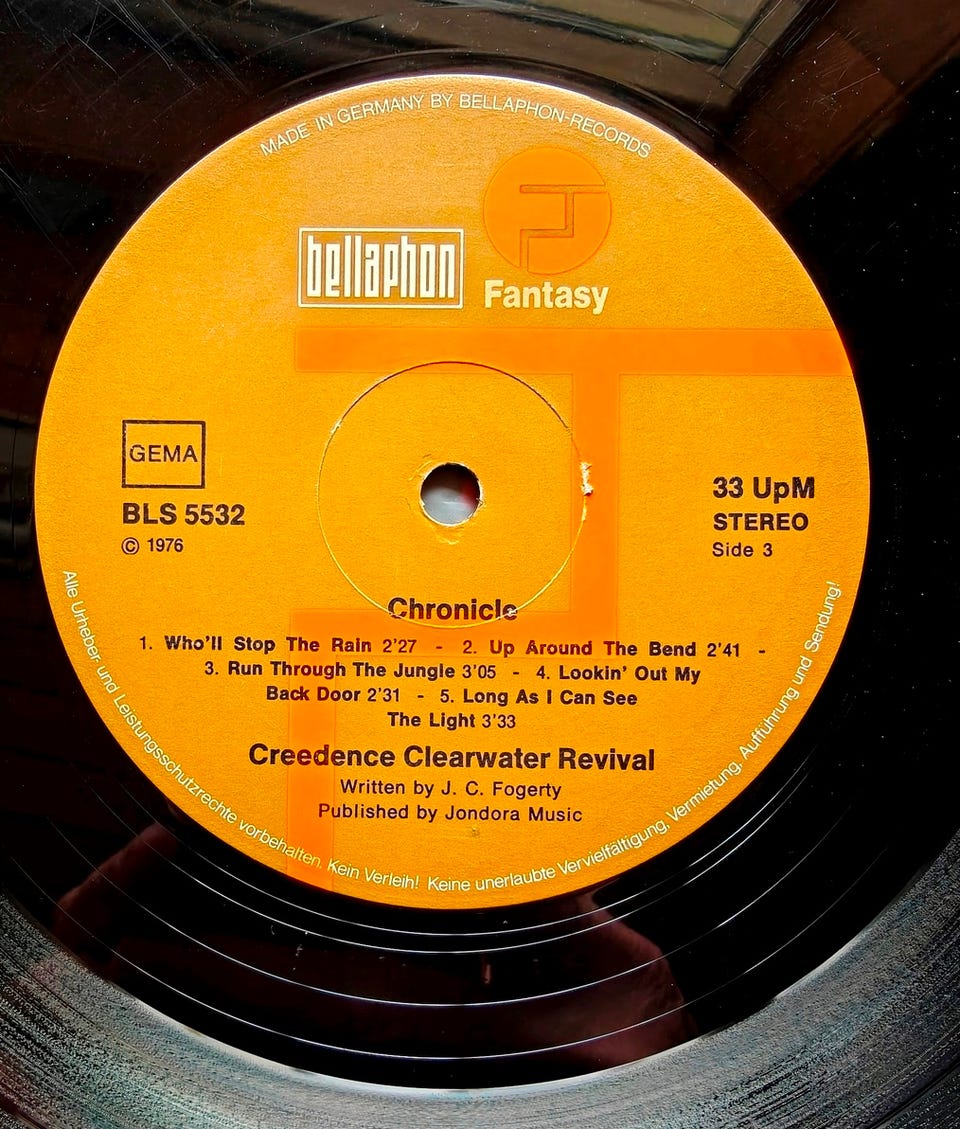 MADE IN GERMANY BY BELLAPHON-RECORDS
bellaphon
Fantasy
GEMA
BLS 5532
© 1976
33 UpM
STEREO
Side 3
Chronicle
1. Who'll Stop The Rain 2'27 - 2. Up Around The Bend 2'41 -
3. Run Through The Jungle 3'05 - 4. Lookin' Out My
Back Door 2'31 - 5. Long As I Can See
The Light 3'33
Creedence Clearwater Revival
Written by J. C. Fogerty
Published by Jondora Music
Alle Urheber- und Leistungsschutzrechte vorbehalten. Kein Verleih! Keine unerlaubte Vervielfältigung, Vermietung, Aufführung und Sendung!